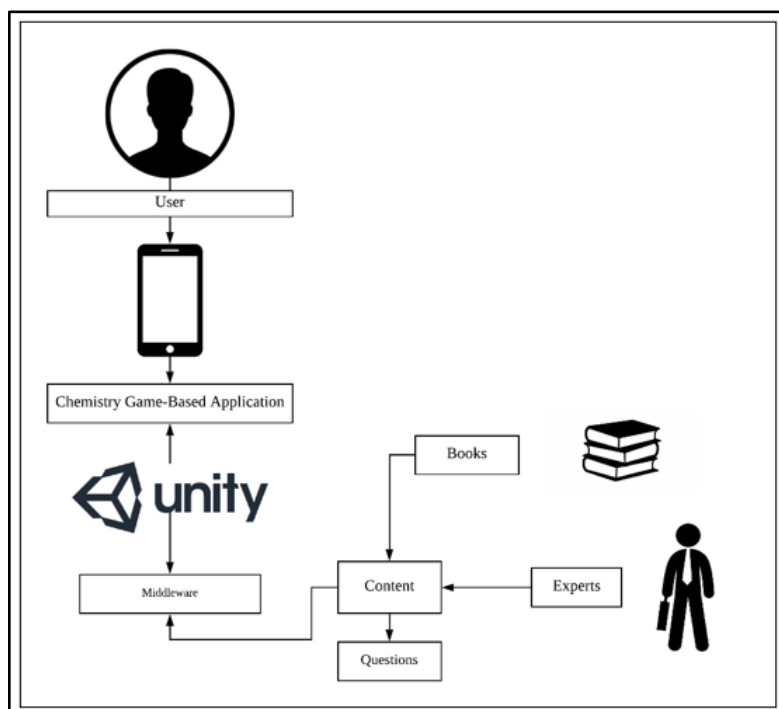 User
Chemistry Game-Based Application
unity
Books
Middleware
Content
Experts
Questions